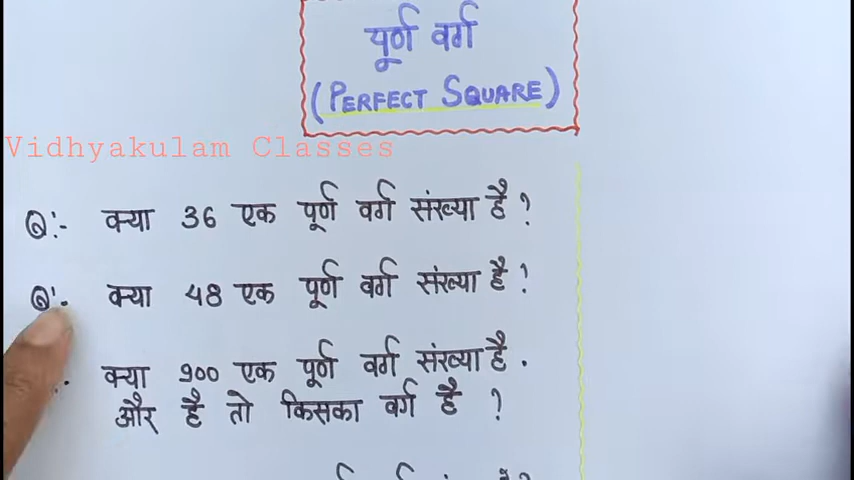 पूर्ण वर्ग
(PERFECT SQUARE)
Vidhyakulam Classes
Q:- क्या 36 एक पूर्ण वर्ग संख्या है ?
Q:- क्या 48 एक पूर्ण वर्ग संख्या है ?
क्या 900 एक पूर्ण वर्ग संख्या है .
और है तो किसका वर्ग है ?